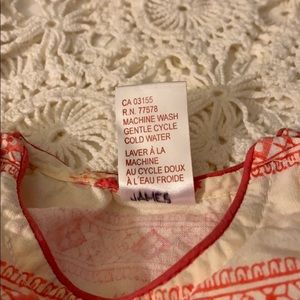 CA 03155
R.N. 77578
MACHINE WASH
GENTLE CYCLE
COLD WATER
LAVER À LA
MACHINE
AU CYCLE DOUX
À L'EAU FROIDE
JAMES